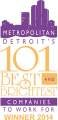 METROPOLITAN
DETROIT'S
101
BEST AND
BRIGHTEST
COMPANIES
TO WORK FOR
WINNER 2014